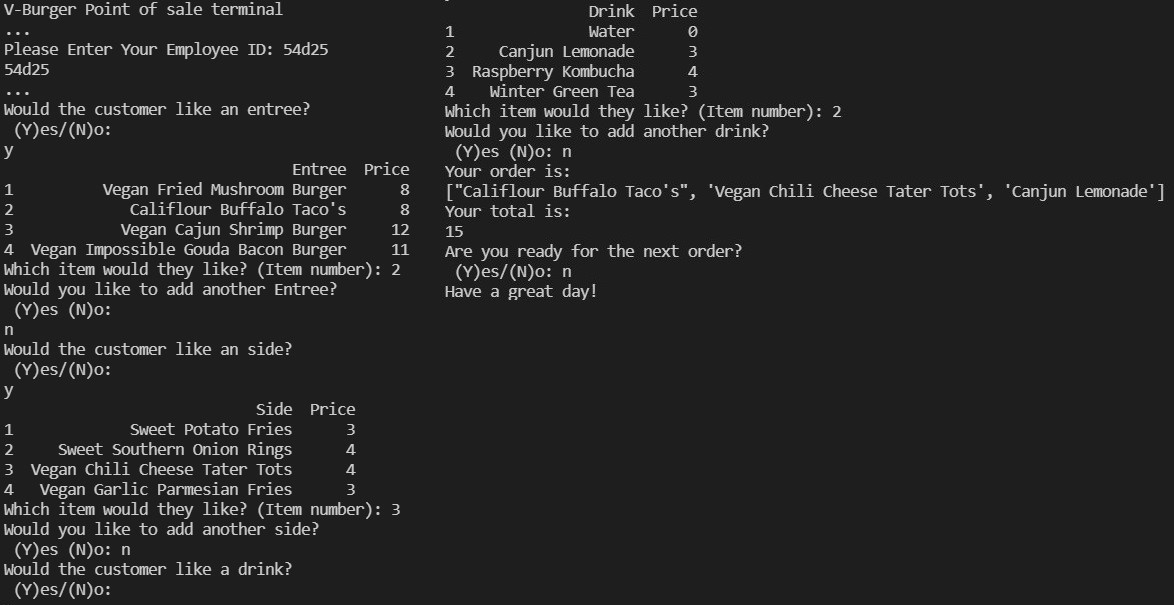 V-Burger Point of sale terminal
...
Please Enter Your Employee ID: 54d25
54d25
...
Would the customer like an entree?
(Y)es/(N)o:
y
Entree Price
1 Vegan Fried Mushroom Burger 8
2 Califlour Buffalo Taco's 8
3 Vegan Cajun Shrimp Burger 12
4 Vegan Impossible Gouda Bacon Burger 11
Which item would they like? (Item number): 2
Would you like to add another Entree?
(Y)es (N)o:
n
Would the customer like an side?
(Y)es/(N)o:
y
Side Price
1 Sweet Potato Fries 3
2 Sweet Southern Onion Rings 4
3 Vegan Chili Cheese Tater Tots 4
4 Vegan Garlic Parmesian Fries 3
Which item would they like? (Item number): 3
Would you like to add another side?
(Y)es (N)o: n
Would the customer like a drink?
(Y)es/(N)o:
Drink Price
1 Water 0
2 Canjun Lemonade 3
3 Raspberry Kombucha 4
4 Winter Green Tea 3
Which item would they like? (Item number): 2
Would you like to add another drink?
(Y)es (N)o: n
Your order is:
["Califlour Buffalo Taco's", 'Vegan Chili Cheese Tater Tots', 'Canjun Lemonade']
Your total is:
15
Are you ready for the next order?
(Y)es/(N)o: n
Have a great day!